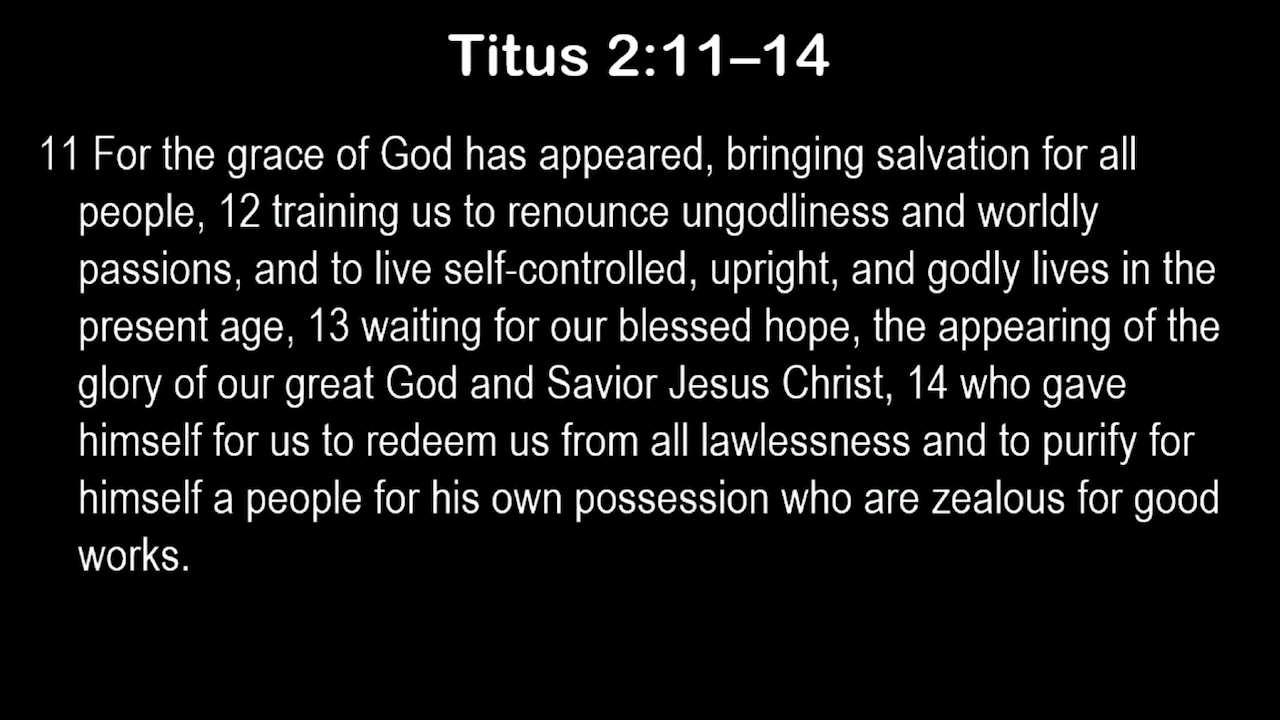 Titus 2:11–14
11 For the grace of God has appeared, bringing salvation for all
people, 12 training us to renounce ungodliness and worldly
passions, and to live self-controlled, upright, and godly lives in the
present age, 13 waiting for our blessed hope, the appearing of the
glory of our great God and Savior Jesus Christ, 14 who gave
himself for us to redeem us from all lawlessness and to purify for
himself a people for his own possession who are zealous for good
works.